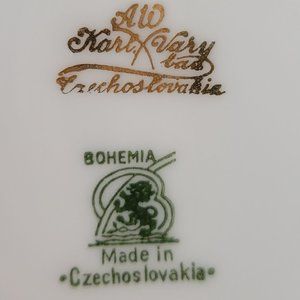 AW
Karl Vary
bad
Czechoslovakia
BOHEMIA
Made in
•Czechoslovakia•